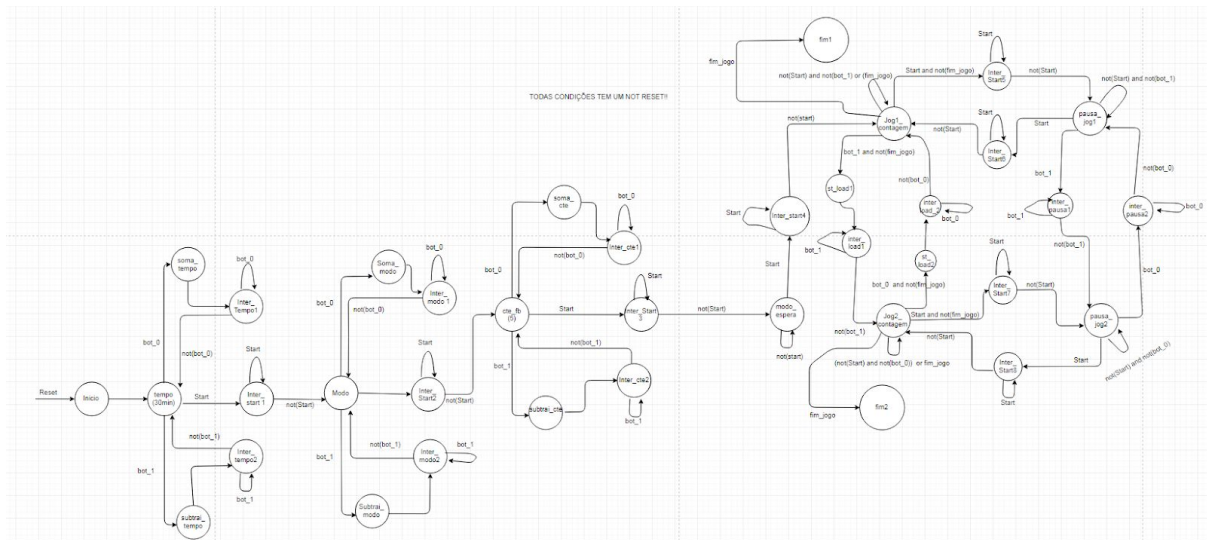 fim1
fim_jogo
not(Start) and not(bot_1) or (fim_jogo)
Start and not(fim_jogo)
Start
Inter_
Start5
not(Start)
not(Start) and not(bot_1)
TODAS CONDIÇÕES TEM UM NOT RESET!!
not(start)
Jog1_
contagem
not(Start)
Start
Inter_
Start6
Start
pausa_
jog1
bot_1 and not(fim_jogo)
not(bot_0)
st_load1
inter_
load_2
bot_0
bot_1
Inter_
pausa1
bot_1
not(bot_0)
inter_
pausa2
bot_0
soma_
cte
bot_0
Inter_cte1
not(bot_0)
bot_0
Start
Inter_start4
Start
bot_1
inter_
load1
st_load2
bot_0 and not(fim_jogo)
not(bot_1)
bot_0
soma_
tempo
bot_0
Inter_
Tempo1
not(bot_0)
bot_0
Soma_
modo
bot_0
Inter_
modo 1
not(bot_0)
bot_0
cte_fb
(5)
Start
Start
Inter_Start
3
not(Start)
modo_
espera
not(start)
not(bot_1)
Jog2_
contagem
Start and not(fim_jogo)
Start
Inter_
Start7
not(Start)
pausa_
jog2
not(Start) and not(bot_0)
not(Start)
Start
Inter_
Start8
Start
(not(Start) and not(bot_0)) or fim_jogo
fim_jogo
fim2
Reset
Inicio
tempo
(30min)
Start
Start
Inter_
start 1
not(Start)
Modo
Start
Inter_
Start2
not(Start)
not(bot_1)
bot_1
Inter_cte2
bot_1
subtrai_cte
not(bot_1)
bot_1
Inter_
tempo2
bot_1
subtrai_
tempo
not(bot_1)
bot_1
Inter_
modo2
bot_1
Subtrai_
modo